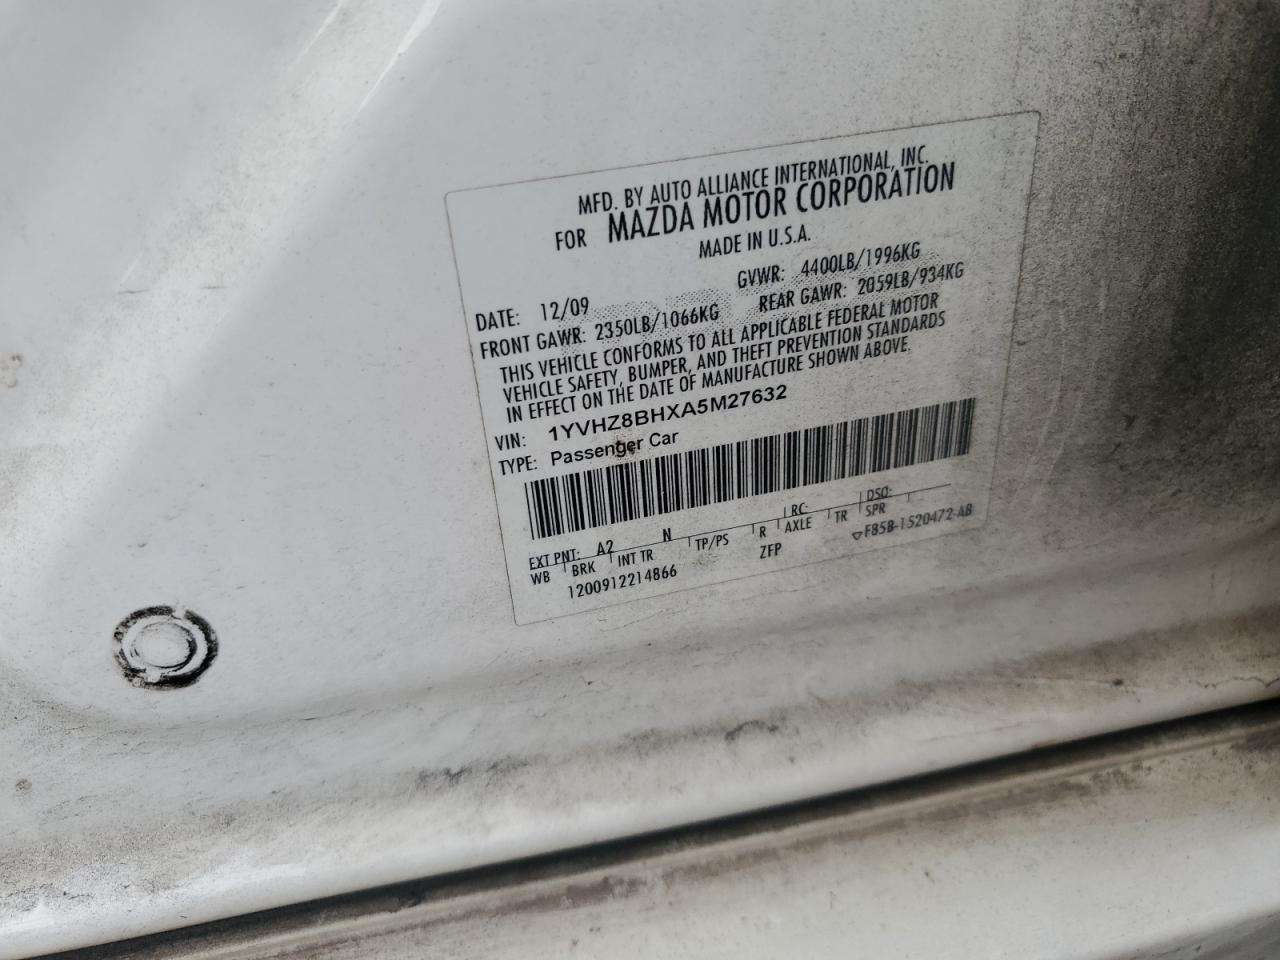 MFD. BY AUTO ALLIANCE INTERNATIONAL, INC.
FOR MAZDA MOTOR CORPORATION
MADE IN U.S.A.
DATE: 12/09 GVWR: 4400LB/1996KG
FRONT GAWR: 2350LB/1066KG REAR GAWR: 2059LB/934KG
THIS VEHICLE CONFORMS TO ALL APPLICABLE FEDERAL MOTOR
VEHICLE SAFETY, BUMPER, AND THEFT PREVENTION STANDARDS
IN EFFECT ON THE DATE OF MANUFACTURE SHOWN ABOVE.
VIN: 1YVHZ8BHXA5M27632
TYPE: Passenger Car
EXT PNT: A2 N RC: DSO:
WB BRK INT TR TP/PS R AXLE TR SPR
1200912214866 ZFP F85B-1520472-AB